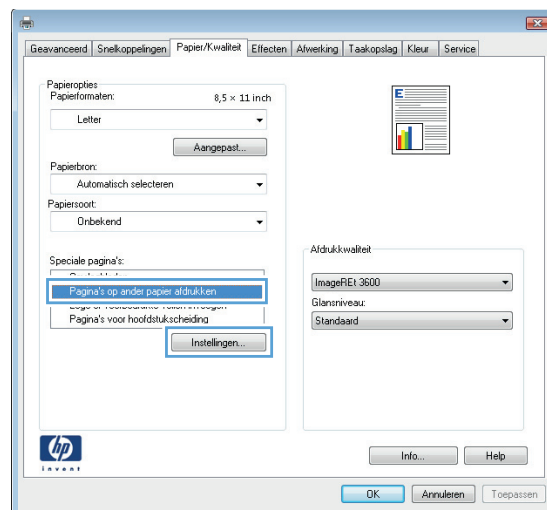 Geavanceerd Snelkoppelingen Papier/Kwaliteit Effecten Afwerking Taakopslag Kleur Service
Papieropties
Papierformaten: 8,5 × 11 inch
Letter
Aangepast...
Papierbron:
Automatisch selecteren
Papiersoort:
Onbekend
Speciale pagina's:
Pagina's op ander papier afdrukken
Pagina's voor hoofdstukscheiding
Instellingen...
E
Afdrukkwaliteit
ImageREt 3600
Glansniveau:
Standaard
hp
invent
Info... Help
OK Annuleren Toepassen